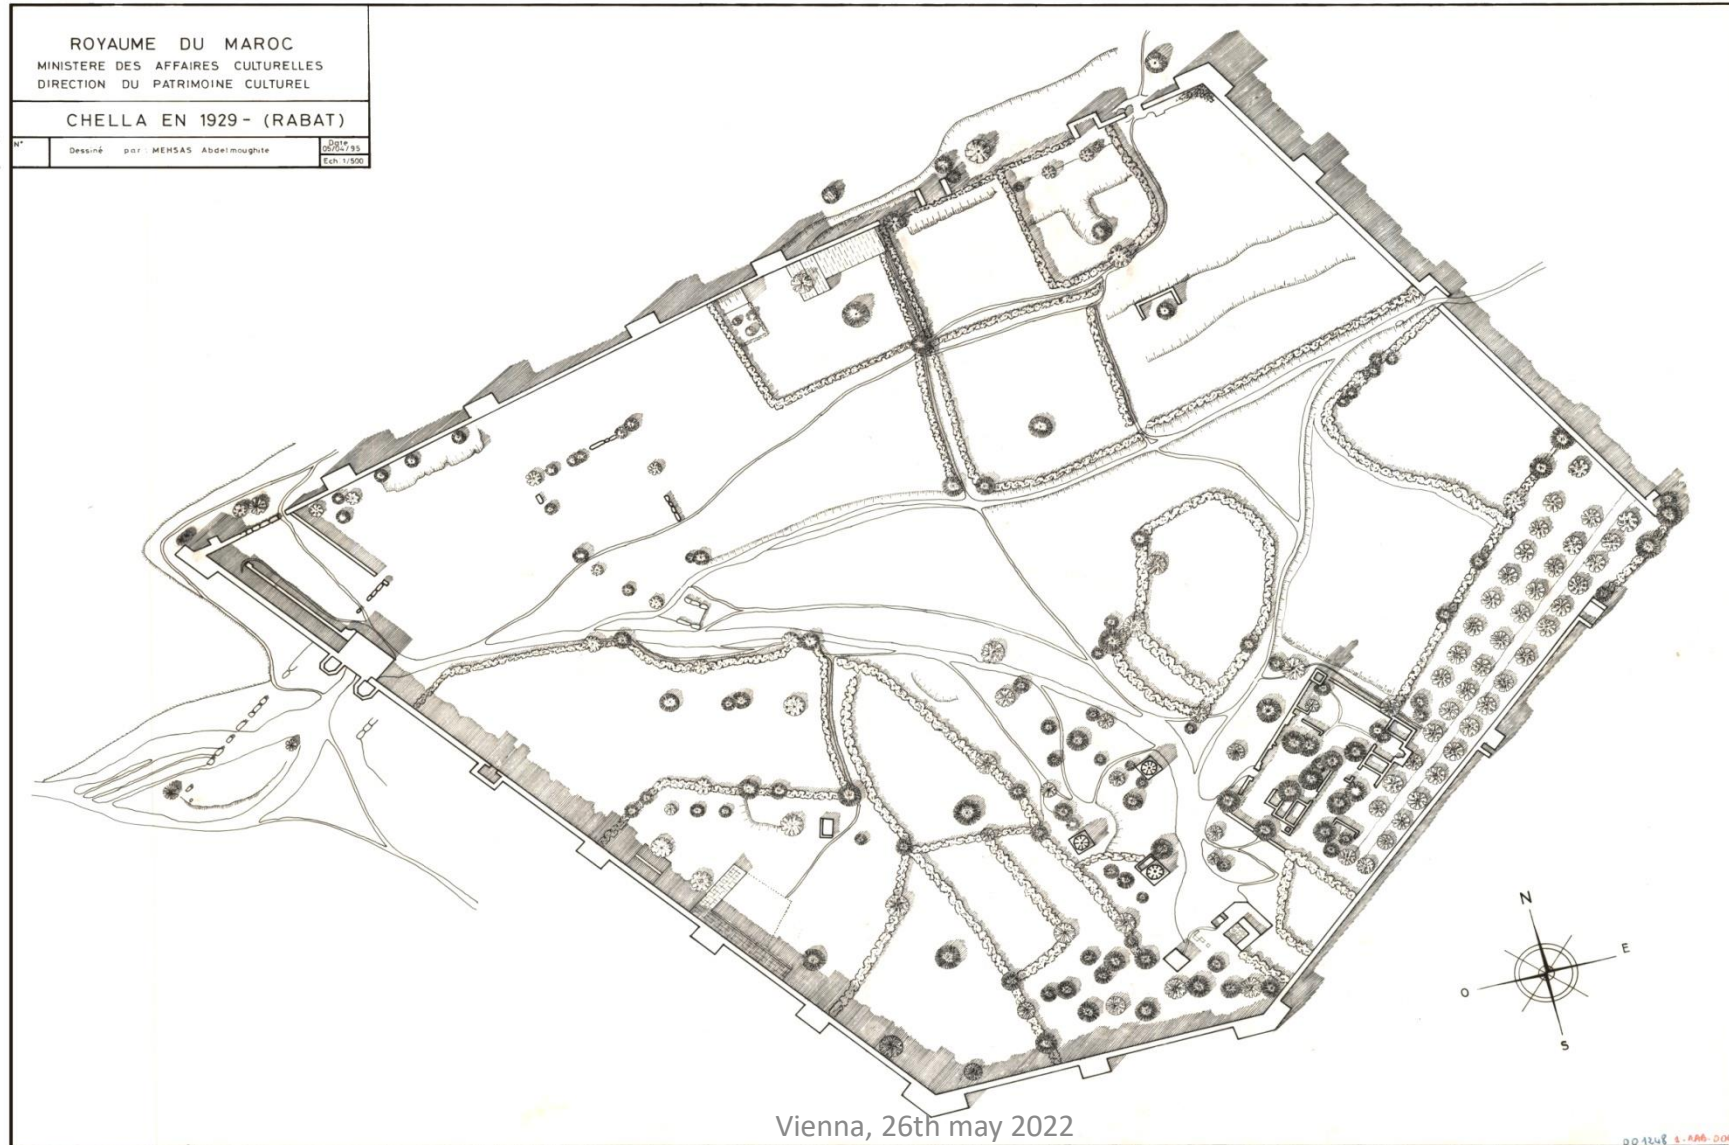 ROYAUME DU MAROC
MINISTERE DES AFFAIRES CULTURELLES
DIRECTION DU PATRIMOINE CULTUREL
CHELLA EN 1929 - (RABAT)
N°
Dessiné par : MEHSAS Abdelmoughite
Date
05/04/95
Ech. 1/500
N
E
O
S
Vienna, 26th may 2022
001248